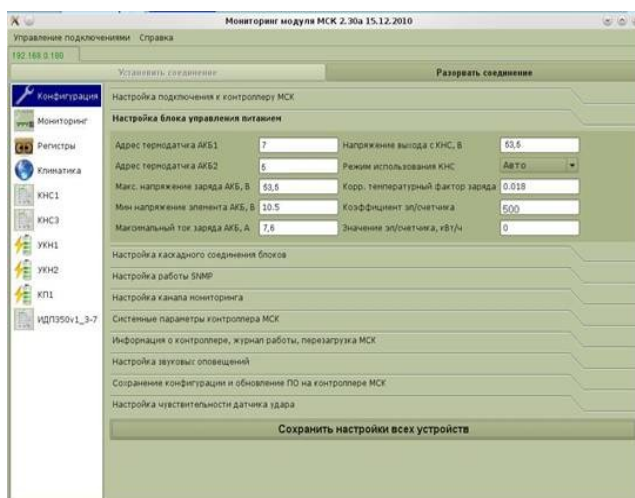 Мониторинг модуля МСК 2.30a 15.12.2010
Управление подключениями Справка
192.168.0.180
Установить соединение Разорвать соединение
Конфигурация
Мониторинг
Регистры
Климатика
КНС1
КНС3
УКН1
УКН2
КП1
ИДП350v1_3-7
Настройка подключения к контроллеру МСК
Настройка блока управления питанием
Адрес термодатчика АКБ1 7 Напряжение выхода с КНС, В 53,5
Адрес термодатчика АКБ2 6 Режим использования КНС Авто
Макс. напряжение заряда АКБ, В 53,5 Корр. температурный фактор заряда 0.018
Мин напряжение элемента АКБ, В 10.5 Коэффициент эл/счетчика 500
Максимальный ток заряда АКБ, А 7,6 Значение эл/счетчика, кВт/ч 0
Настройка каскадного соединения блоков
Настройка работы SNMP
Настройка канала мониторинга
Системные параметры контроллера МСК
Информация о контроллере, журнал работы, перезагрузка МСК
Настройка звуковых оповещений
Сохранение конфигурации и обновление ПО на контроллере МСК
Настройка чувствительности датчика удара
Сохранить настройки всех устройств